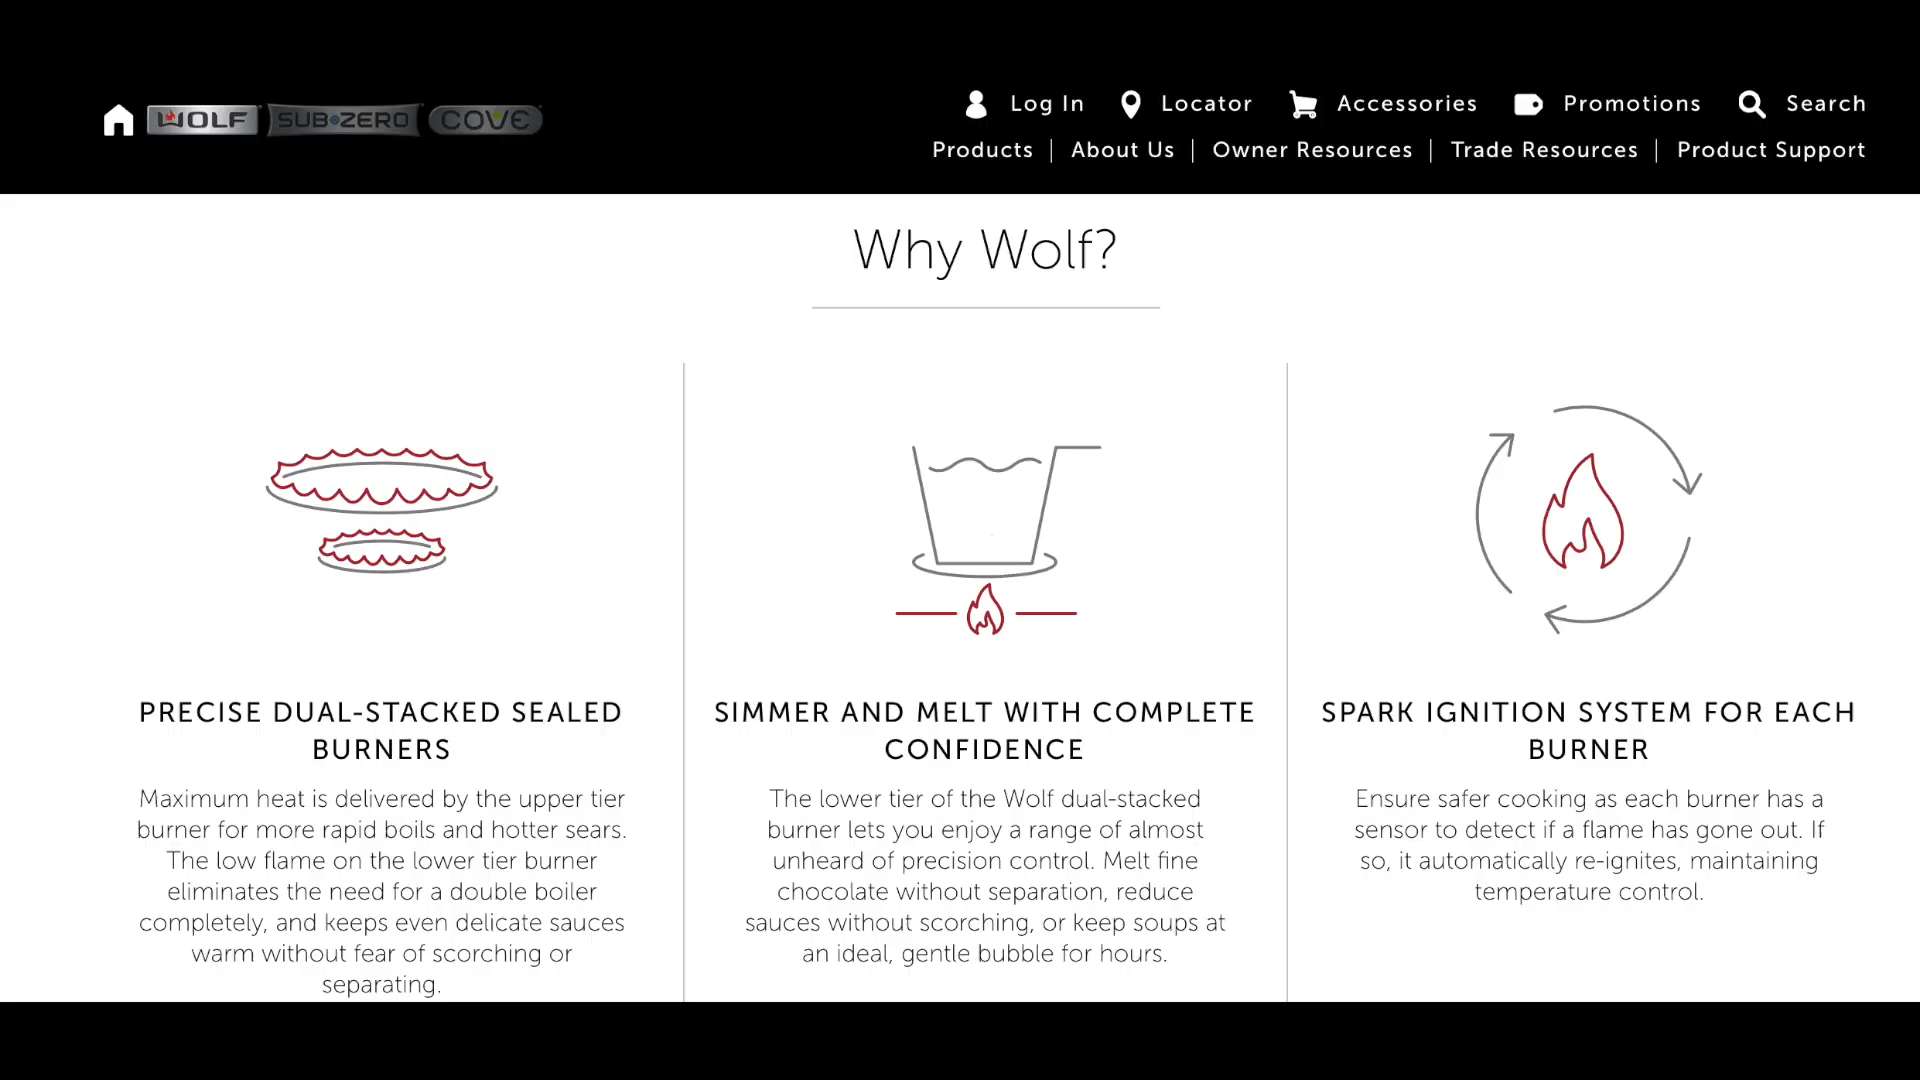 WOLF SUB•ZERO COVE
Log In Locator Accessories Promotions Search
Products | About Us | Owner Resources | Trade Resources | Product Support
Why Wolf?
PRECISE DUAL-STACKED SEALED
BURNERS
Maximum heat is delivered by the upper tier
burner for more rapid boils and hotter sears.
The low flame on the lower tier burner
eliminates the need for a double boiler
completely, and keeps even delicate sauces
warm without fear of scorching or
separating.
SIMMER AND MELT WITH COMPLETE
CONFIDENCE
The lower tier of the Wolf dual-stacked
burner lets you enjoy a range of almost
unheard of precision control. Melt fine
chocolate without separation, reduce
sauces without scorching, or keep soups at
an ideal, gentle bubble for hours.
SPARK IGNITION SYSTEM FOR EACH
BURNER
Ensure safer cooking as each burner has a
sensor to detect if a flame has gone out. If
so, it automatically re-ignites, maintaining
temperature control.